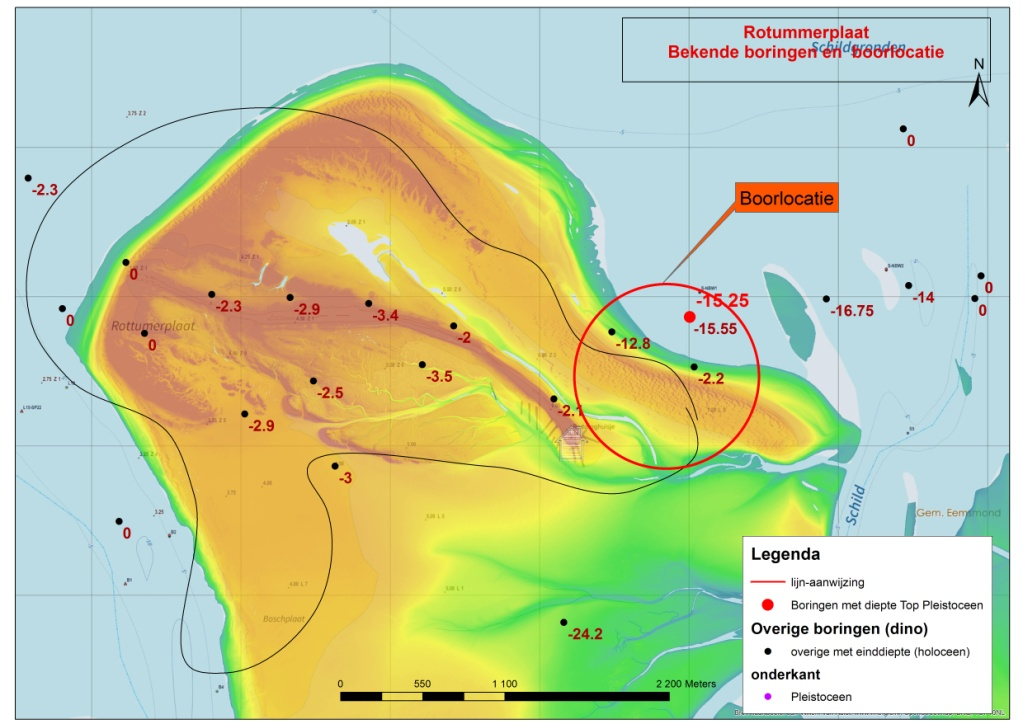 Rotummerplaat
Schildgronden
Bekende boringen en boorlocatie
N
0
-2.3
Boorlocatie
0
-2.3
-2.9
-3.4
-2
0
Rottumerplaat
0
-15.25
-15.55
-12.8
-16.75
-14
0
0
-2.2
-3.5
-2.5
-2.1
-2.9
-3
0
Schild
Gem. Eemsmond
Boschplaat
-24.2
Legenda
lijn-aanwijzing
Boringen met diepte Top Pleistoceen
Overige boringen (dino)
overige met einddiepte (holoceen)
onderkant
Pleistoceen
0 550 1 100 2 200 Meters